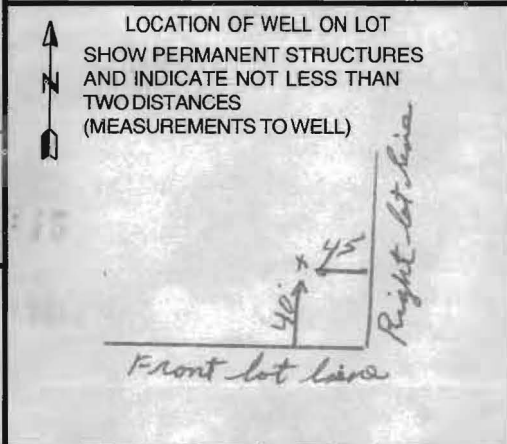 LOCATION OF WELL ON LOT
SHOW PERMANENT STRUCTURES
AND INDICATE NOT LESS THAN
TWO DISTANCES
(MEASUREMENTS TO WELL)
N
45
40'
Right lot line
Front lot line